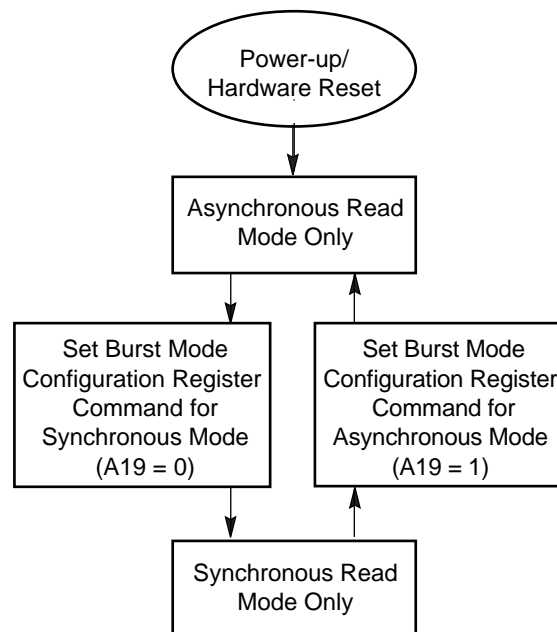 Power-up/
Hardware Reset
Asynchronous Read
Mode Only
Set Burst Mode
Configuration Register
Command for
Synchronous Mode
(A19 = 0)
Set Burst Mode
Configuration Register
Command for
Asynchronous Mode
(A19 = 1)
Synchronous Read
Mode Only